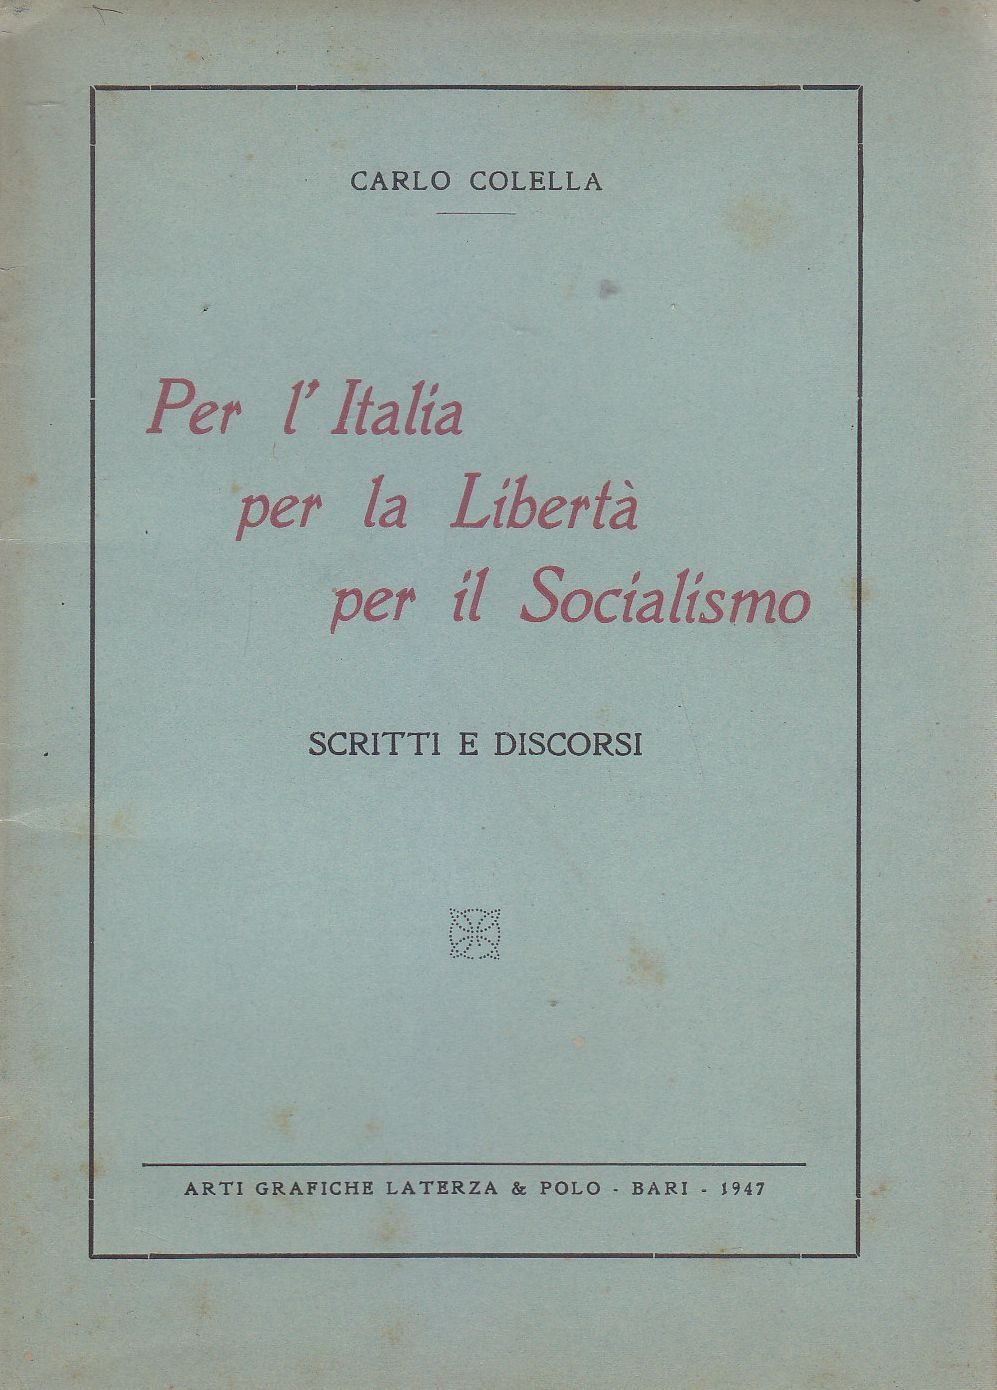 CARLO COLELLA
Per l'Italia
per la Libertà
per il Socialismo
SCRITTI E DISCORSI
ARTI GRAFICHE LATERZA & POLO - BARI - 1947